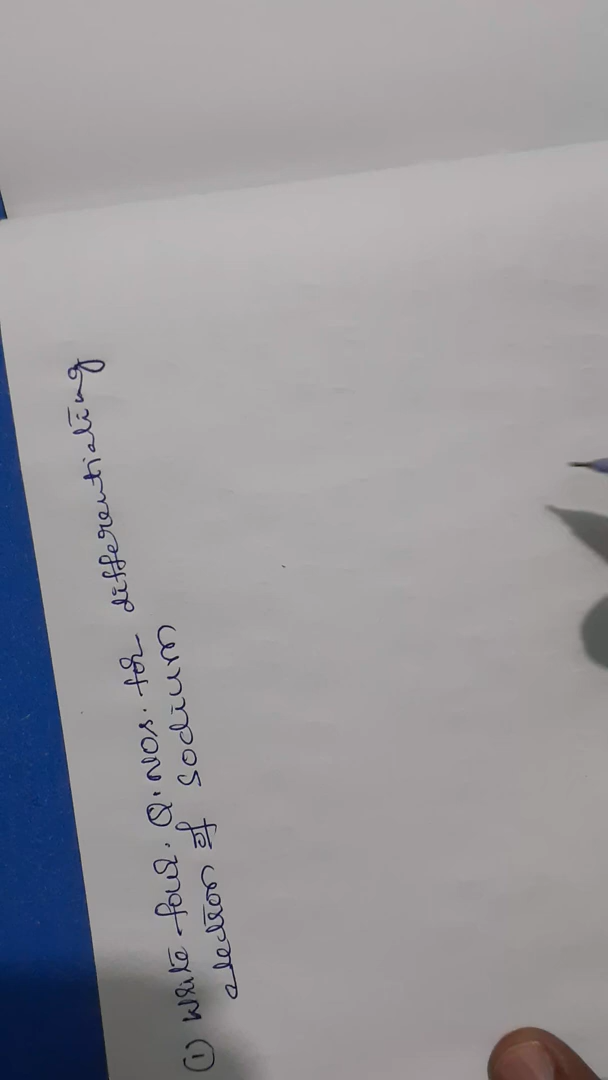 (1) Write four. Q. Nos. for differentiating
electron of sodium